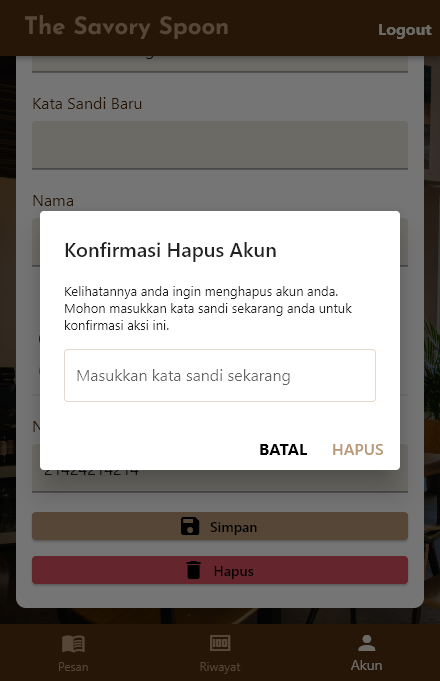 The Savory Spoon
Logout
Kata Sandi Baru
Nama
Konfirmasi Hapus Akun
Kelihatannya anda ingin menghapus akun anda.
Mohon masukkan kata sandi sekarang anda untuk
konfirmasi aksi ini.
Masukkan kata sandi sekarang
BATAL
HAPUS
21424214214
Simpan
Hapus
Pesan
Riwayat
Akun